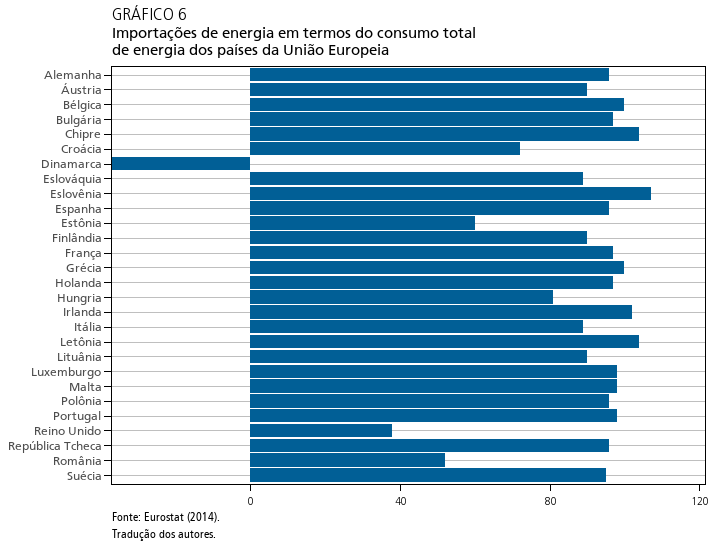 GRÁFICO 6
Importações de energia em termos do consumo total
de energia dos países da União Europeia
Alemanha
Áustria
Bélgica
Bulgária
Chipre
Croácia
Dinamarca
Eslováquia
Eslovênia
Espanha
Estônia
Finlândia
França
Grécia
Holanda
Hungria
Irlanda
Itália
Letônia
Lituânia
Luxemburgo
Malta
Polônia
Portugal
Reino Unido
República Tcheca
România
Suécia
0 40 80 120
Fonte: Eurostat (2014).
Tradução dos autores.